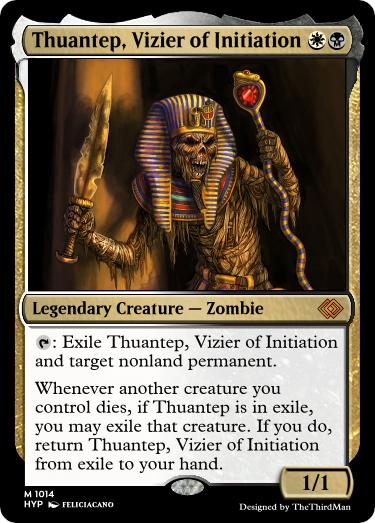 Thuantep, Vizier of Initiation
Legendary Creature — Zombie
: Exile Thuantep, Vizier of Initiation
and target nonland permanent.
Whenever another creature you
control dies, if Thuantep is in exile,
you may exile that creature. If you do,
return Thuantep, Vizier of Initiation
from exile to your hand.
1/1
M 1014
HYP FELICIACANO
Designed by TheThirdMan